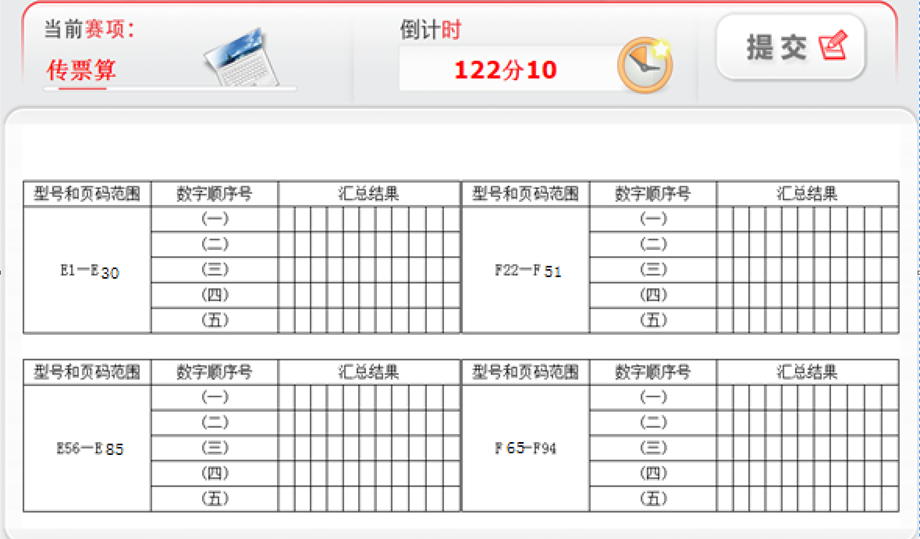 当前赛项：
传票算
倒计时
122分10
提交
型号和页码范围 数字顺序号 汇总结果 型号和页码范围 数字顺序号 汇总结果
(一) (一)
(二) (二)
E1—E30 (三) F22—F51 (三)
(四) (四)
(五) (五)
型号和页码范围 数字顺序号 汇总结果 型号和页码范围 数字顺序号 汇总结果
(一) (一)
(二) (二)
E56—E85 (三) F65—F94 (三)
(四) (四)
(五) (五)